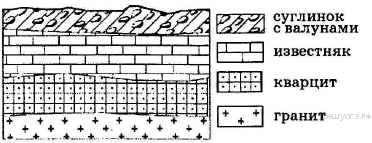 суглинок
с валунами
известняк
кварцит
гранит